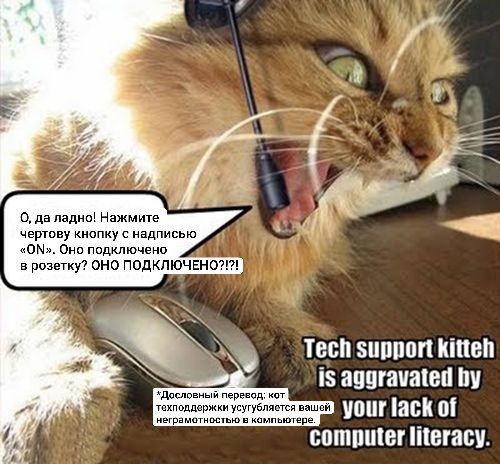 О, да ладно! Нажмите
чертову кнопку с надписью
«ON». Оно подключено
в розетку? ОНО ПОДКЛЮЧЕНО?!?!
Tech support kitteh
is aggravated by
your lack of
computer literacy.
*Дословный перевод: кот
техподдержки усугубляется вашей
неграмотностью в компьютере.